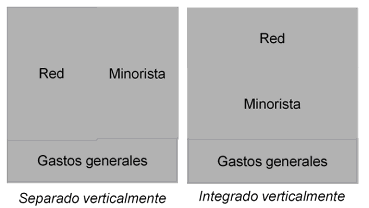 Red
Minorista
Gastos generales
Separado verticalmente
Red
Minorista
Gastos generales
Integrado verticalmente